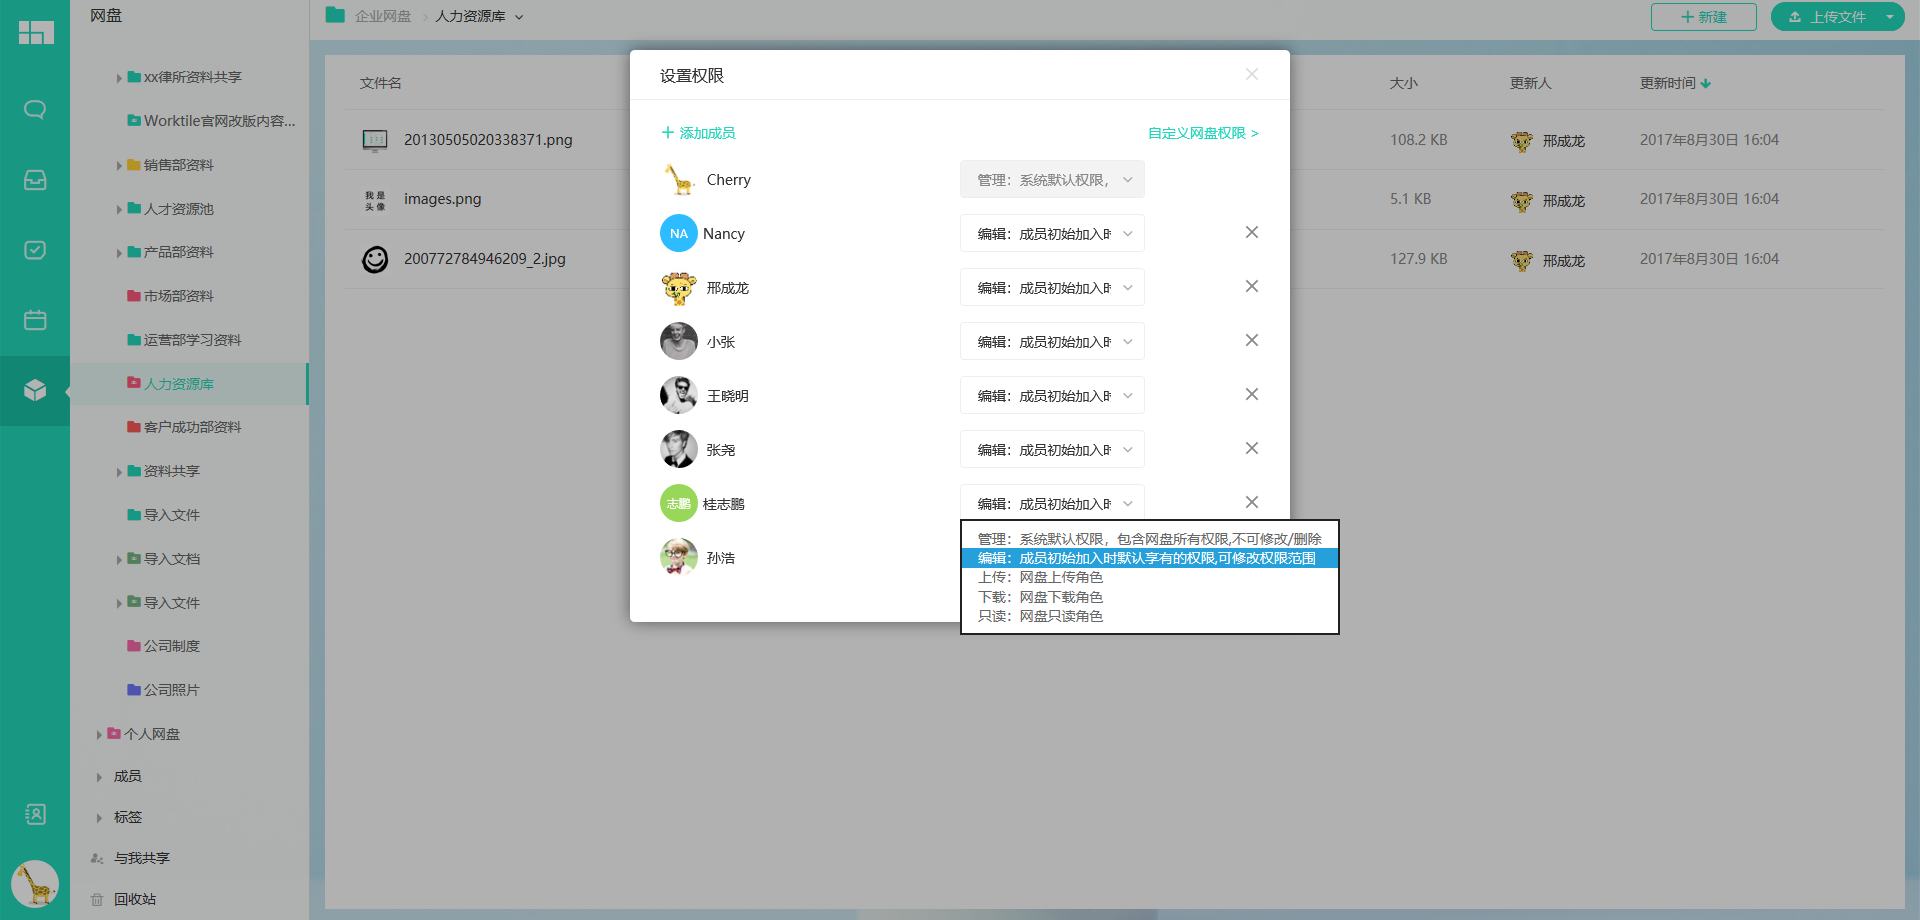 网盘
企业网盘 > 人力资源库
新建
上传文件
xx律所资料共享
Worktile官网改版内容...
销售部资料
人才资源池
产品部资料
市场部资料
运营部学习资料
人力资源库
客户成功部资料
资料共享
导入文件
导入文档
导入文件
公司制度
公司照片
个人网盘
成员
标签
与我共享
回收站
文件名
大小
更新人
更新时间
20130505020338371.png
108.2 KB
邢成龙
2017年8月30日 16:04
我是
头像
images.png
5.1 KB
邢成龙
2017年8月30日 16:04
200772784946209_2.jpg
127.9 KB
邢成龙
2017年8月30日 16:04
设置权限
添加成员
自定义网盘权限 >
Cherry
管理：系统默认权限，
NA
Nancy
编辑：成员初始加入时
邢成龙
编辑：成员初始加入时
小张
编辑：成员初始加入时
王晓明
编辑：成员初始加入时
张尧
编辑：成员初始加入时
志鹏
桂志鹏
编辑：成员初始加入时
孙浩
管理：系统默认权限，包含网盘所有权限,不可修改/删除
编辑：成员初始加入时默认享有的权限,可修改权限范围
上传：网盘上传角色
下载：网盘下载角色
只读：网盘只读角色